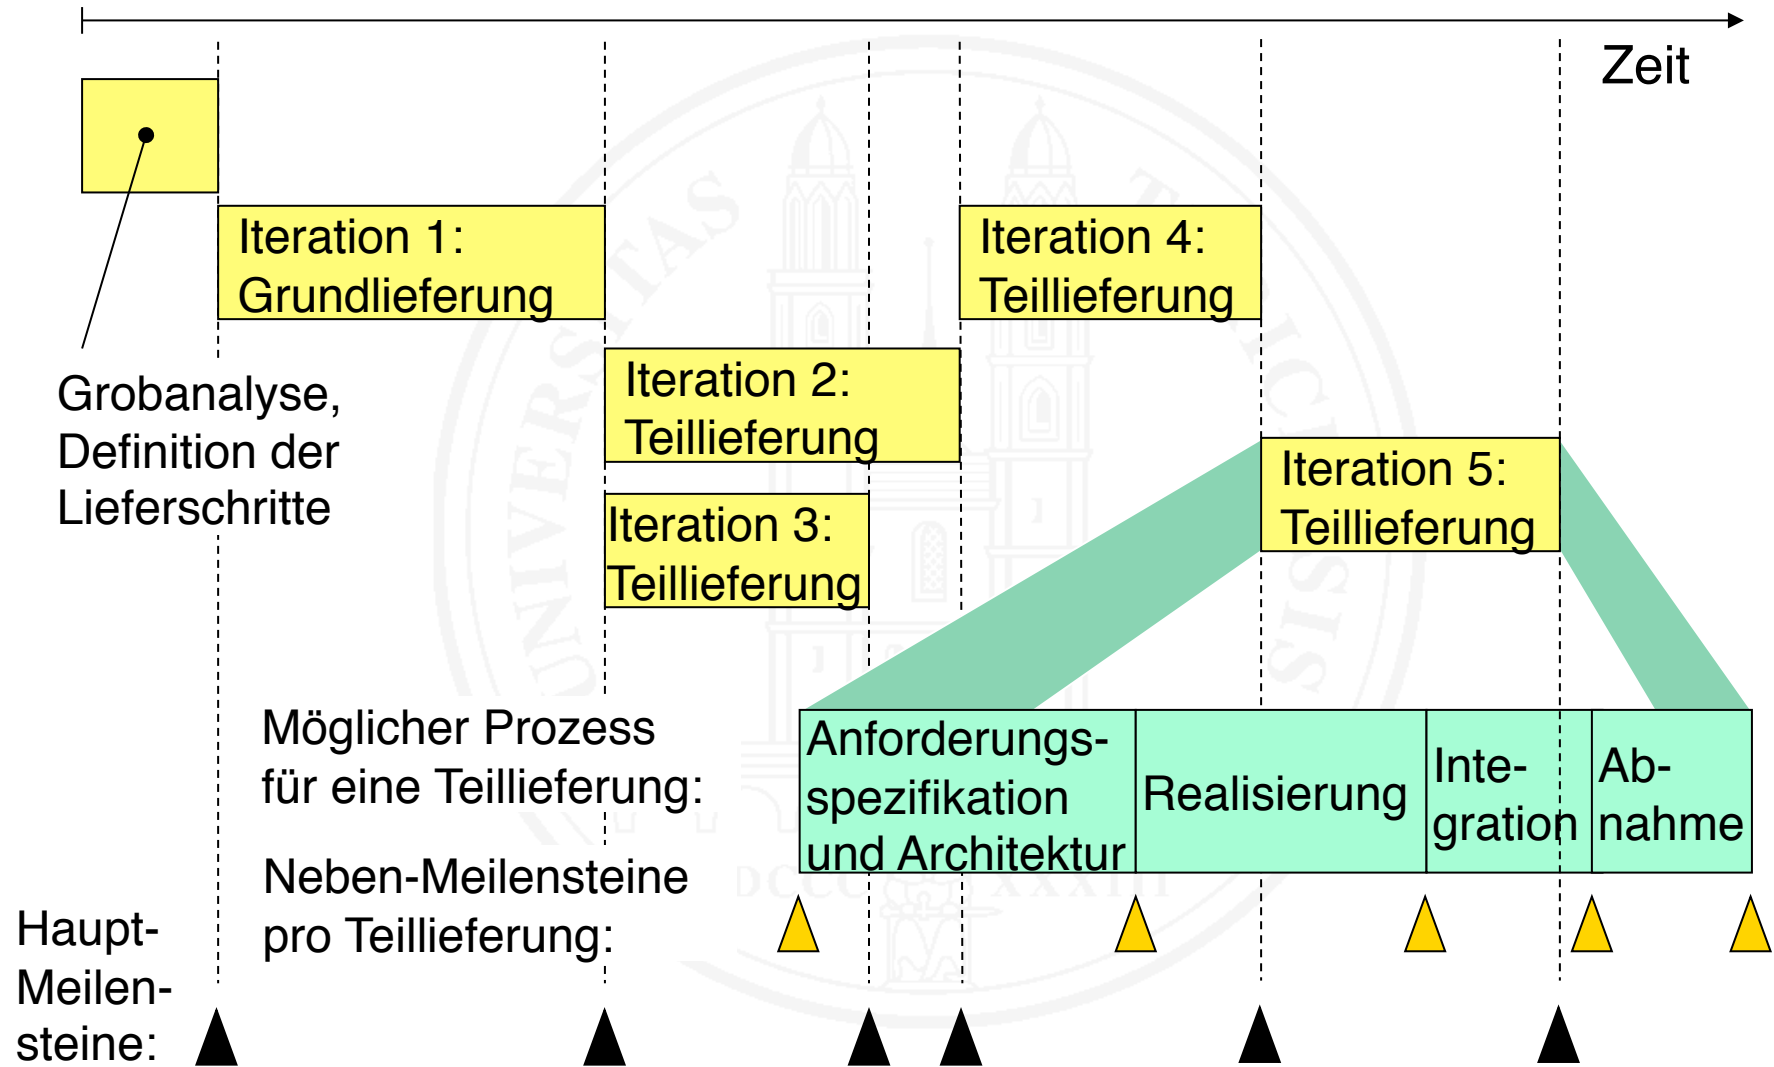 Zeit
Iteration 1:
Grundlieferung
Iteration 4:
Teillieferung
Grobanalyse,
Definition der
Lieferschritte
Iteration 2:
Teillieferung
Iteration 3:
Teillieferung
Iteration 5:
Teillieferung
Möglicher Prozess
für eine Teillieferung:
Anforderungs-
spezifikation
und Architektur
Realisierung
Inte-
gration
Ab-
nahme
Neben-Meilensteine
pro Teillieferung:
Haupt-
Meilen-
steine: